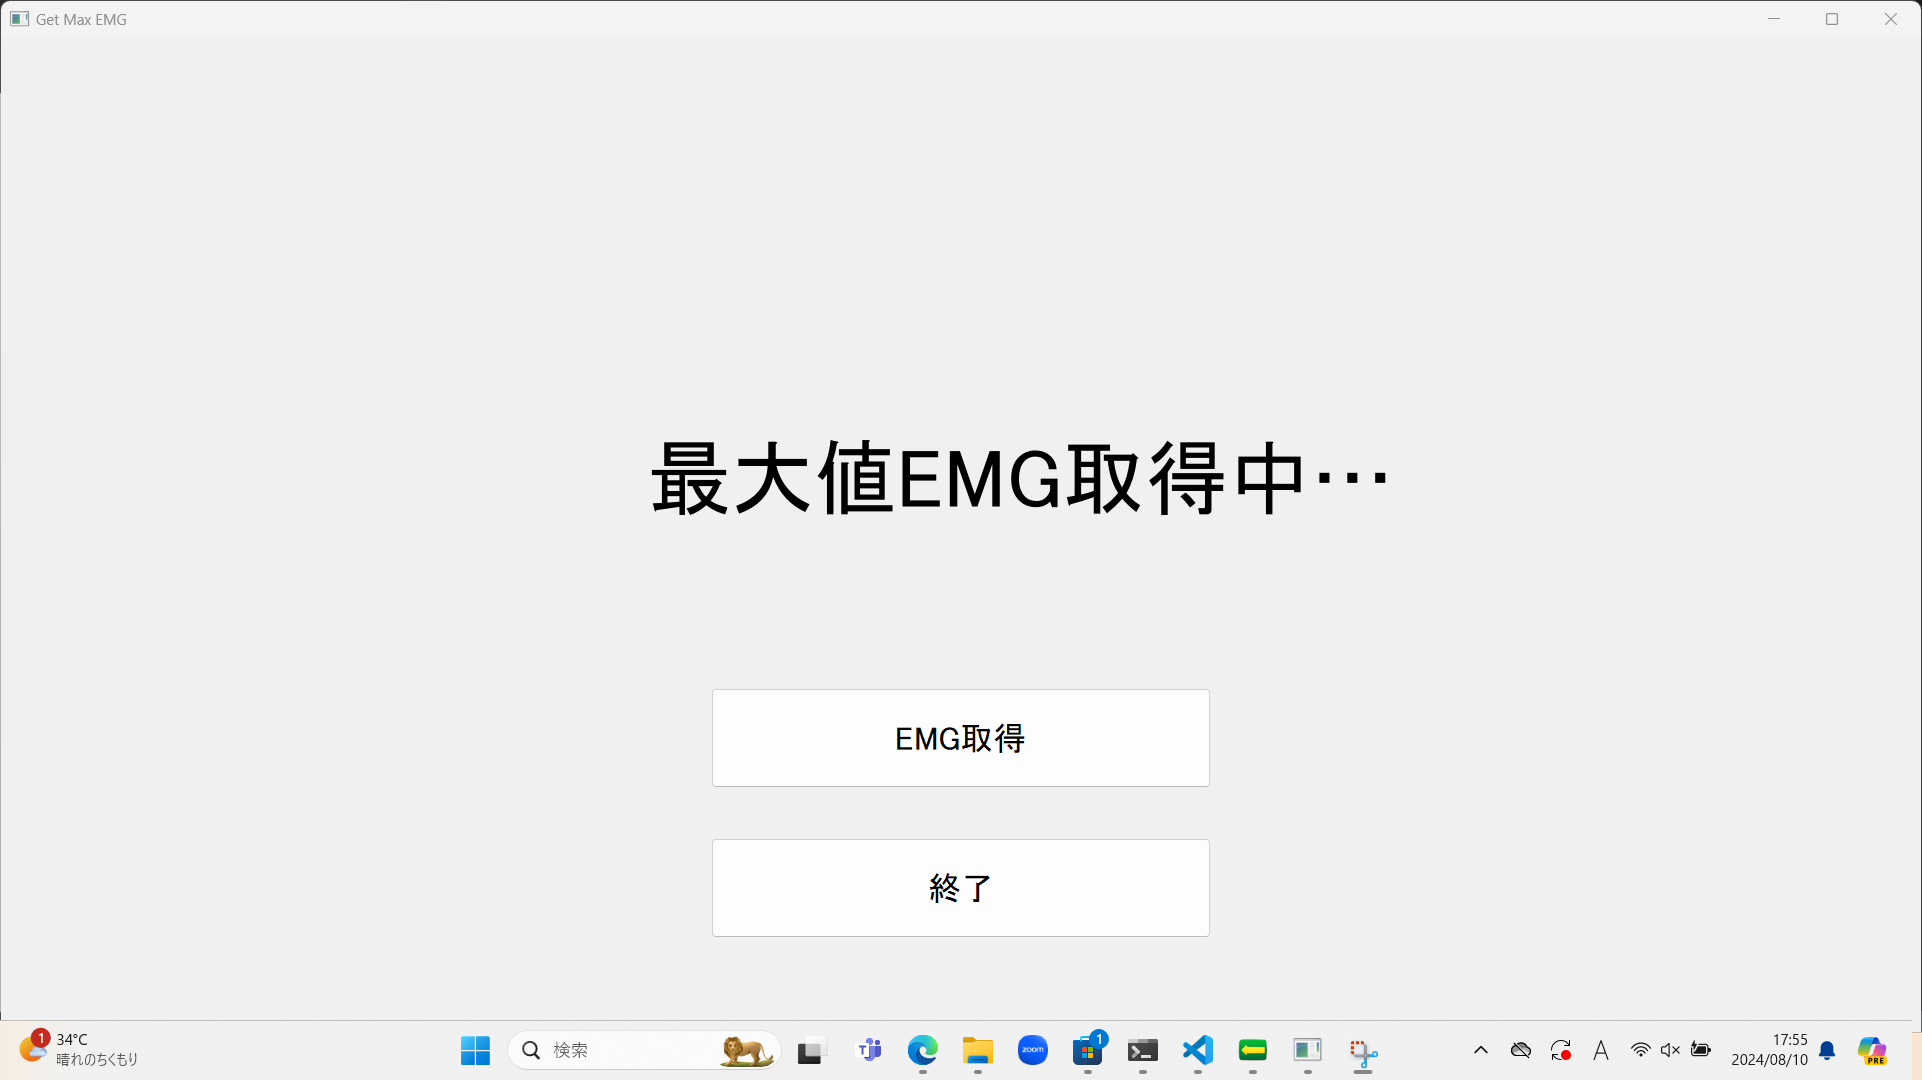 Get Max EMG
最大値EMG取得中…
EMG取得
終了
1
34°C
晴れのちくもり
検索
T
zoom
1
A
17:55
2024/08/10
PRE